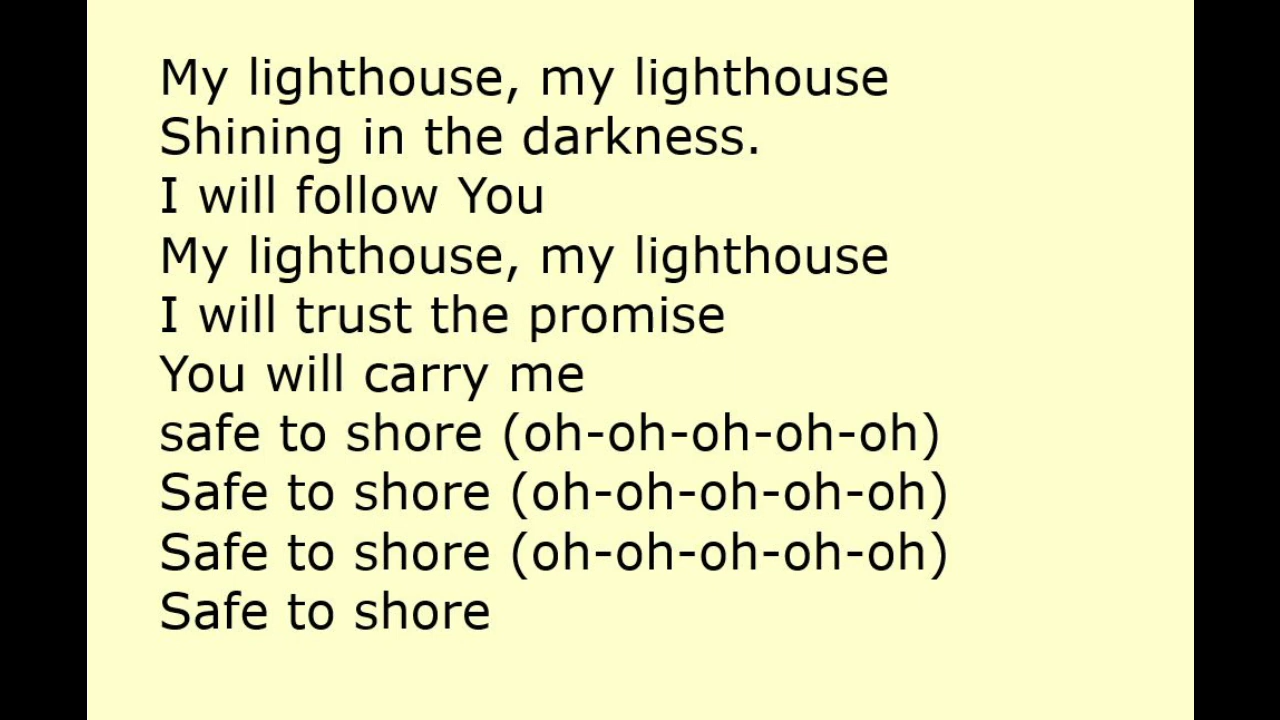 My lighthouse, my lighthouse
Shining in the darkness.
I will follow You
My lighthouse, my lighthouse
I will trust the promise
You will carry me
safe to shore (oh-oh-oh-oh-oh)
Safe to shore (oh-oh-oh-oh-oh)
Safe to shore (oh-oh-oh-oh-oh)
Safe to shore